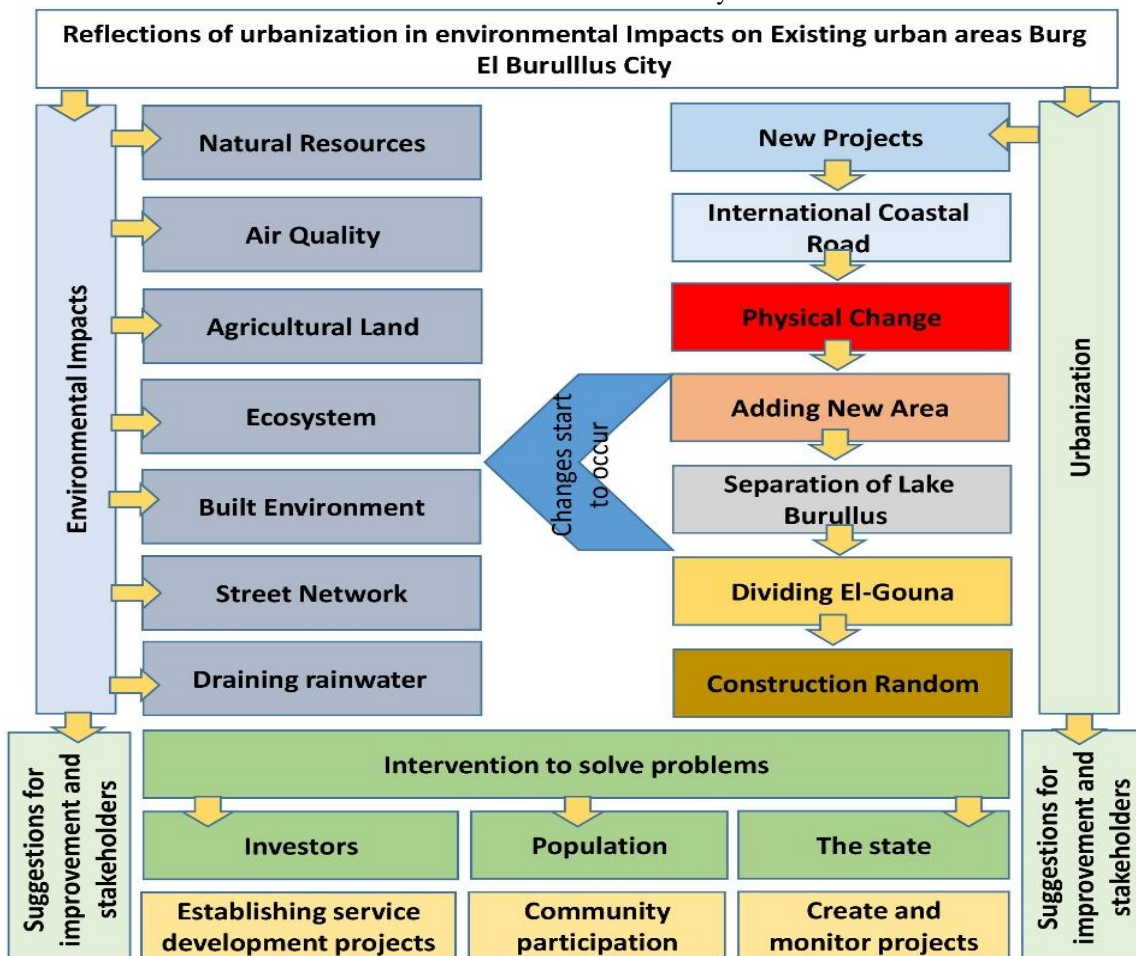 Reflections of urbanization in environmental Impacts on Existing urban areas Burg
El Burulllus City
Environmental Impacts
Natural Resources
Air Quality
Agricultural Land
Ecosystem
Built Environment
Street Network
Draining rainwater
Changes start
to occur
New Projects
International Coastal
Road
Physical Change
Adding New Area
Separation of Lake
Burullus
Dividing El-Gouna
Construction Random
Urbanization
Suggestions for
improvement and
stakeholders
Intervention to solve problems
Investors
Population
The state
Establishing service
development projects
Community
participation
Create and
monitor projects
Suggestions for
improvement and
stakeholders